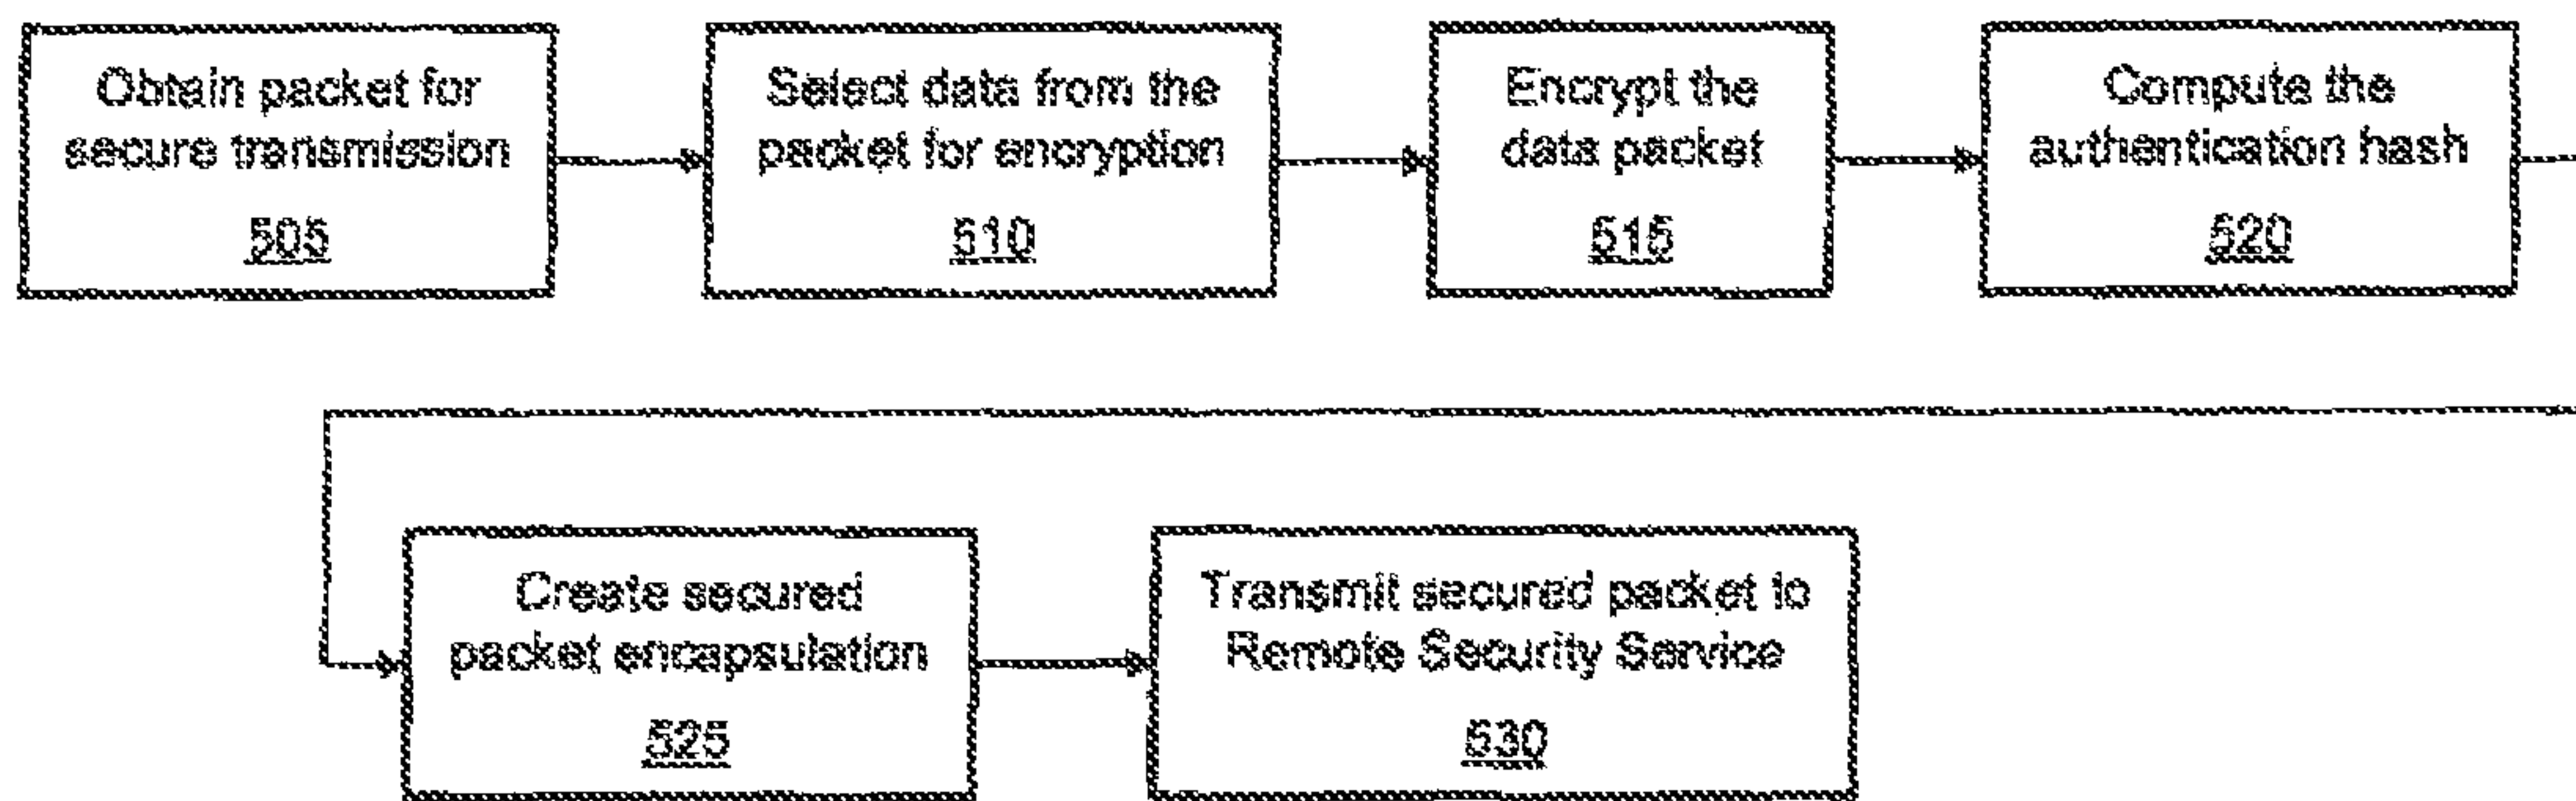 Obtain packet for
secure transmission
505
Select data from the
packet for encryption
510
Encrypt the
data packet
515
Compute the
authentication hash
520
Create secured
packet encapsulation
525
Transmit secured packet to
Remote Security Service
530